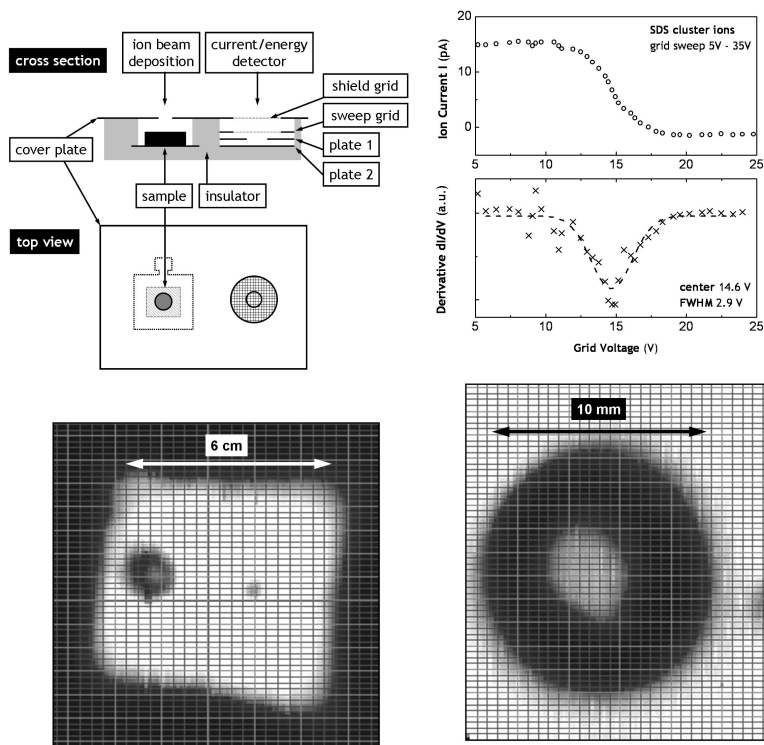 cross section
ion beam
deposition
current/energy
detector
shield grid
sweep grid
plate 1
plate 2
cover plate
sample
insulator
top view
Ion Current I (pA)
20
10
0
SDS cluster ions
grid sweep 5V - 35V
5
10
15
20
25
Derivative dI/dV (a.u.)
center 14.6 V
FWHM 2.9 V
5
10
15
20
25
Grid Voltage (V)
6 cm
10 mm